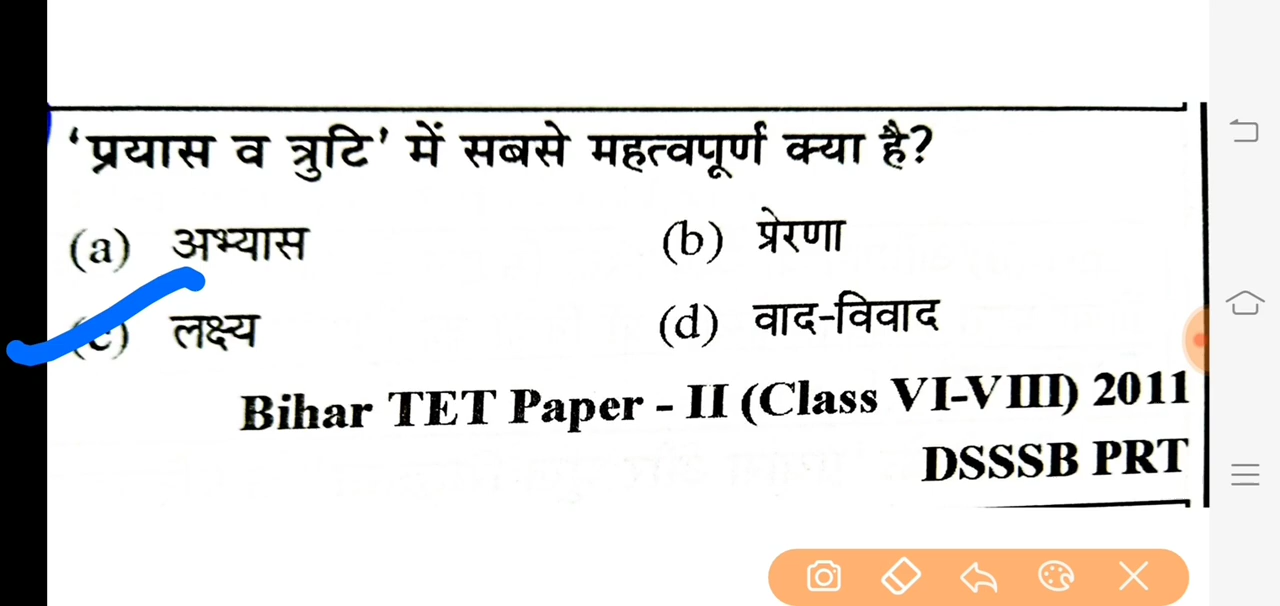 'प्रयास व त्रुटि' में सबसे महत्वपूर्ण क्या है?
(a) अभ्यास (b) प्रेरणा
(c) लक्ष्य (d) वाद-विवाद
Bihar TET Paper - II (Class VI-VIII) 2011
DSSSB PRT